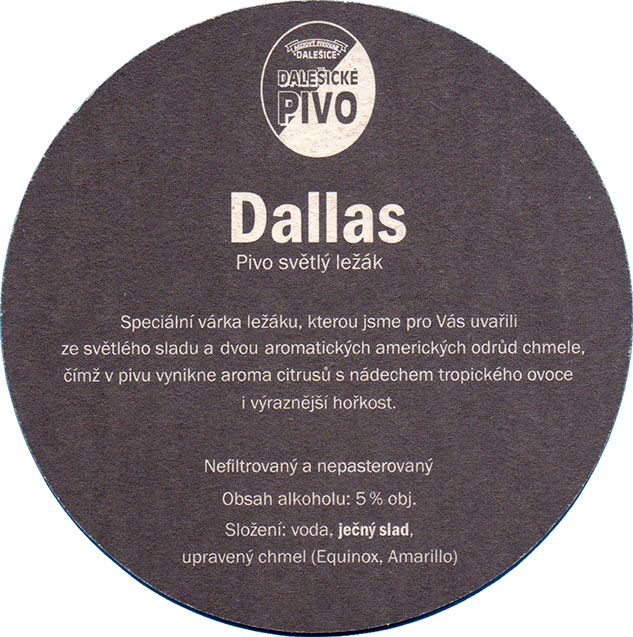 AKCIOVÝ PIVOVAR
DALEŠICE
DALEŠICKÉ
PIVO
Dallas
Pivo světlý ležák
Speciální várka ležáku, kterou jsme pro Vás uvařili
ze světlého sladu a dvou aromatických amerických odrůd chmele,
čímž v pivu vynikne aroma citrusů s nádechem tropického ovoce
i výraznější hořkost.
Nefiltrovaný a nepasterovaný
Obsah alkoholu: 5 % obj.
Složení: voda, ječný slad,
upravený chmel (Equinox, Amarillo)